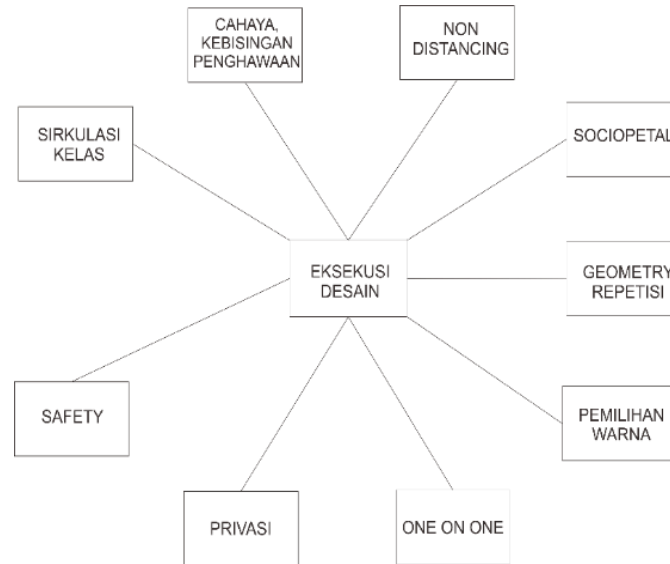 CAHAYA,
KEBISINGAN
PENGHAWAAN
NON
DISTANCING
SIRKULASI
KELAS
SOCIOPETAL
EKSEKUSI
DESAIN
GEOMETRY
REPETISI
SAFETY
PEMILIHAN
WARNA
PRIVASI
ONE ON ONE